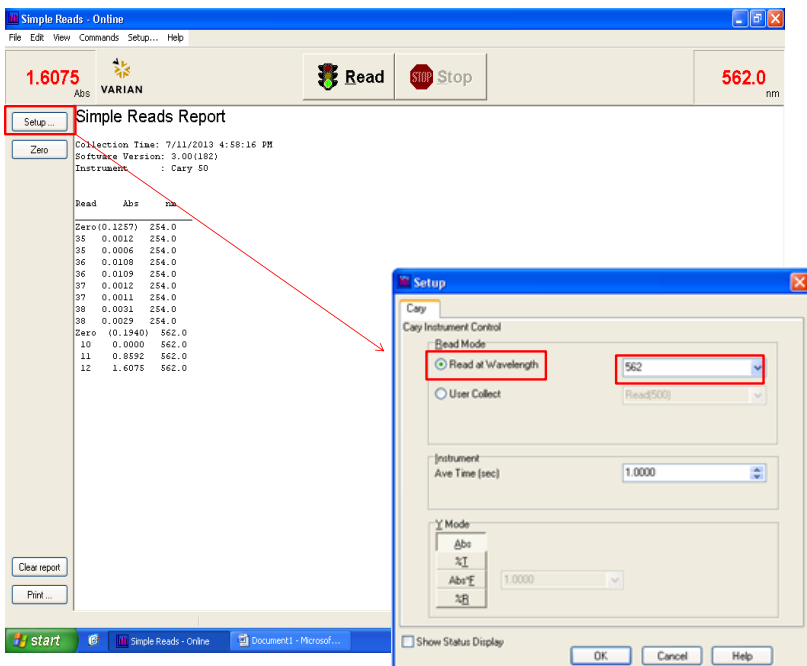 Simple Reads - Online
File Edit View Commands Setup... Help
1.6075
Abs
VARIAN
Read
STOP Stop
562.0
nm
Setup ...
Zero
Simple Reads Report
Collection Time: 7/11/2013 4:58:16 PM
Software Version: 3.00(182)
Instrument : Cary 50
Read Abs nm
Zero(0.1257) 254.0
35 0.0012 254.0
35 0.0006 254.0
36 0.0108 254.0
36 0.0109 254.0
37 0.0012 254.0
37 0.0011 254.0
38 0.0031 254.0
38 0.0029 254.0
Zero (0.1940) 562.0
10 0.0000 562.0
11 0.8592 562.0
12 1.6075 562.0
Clear report
Print ...
start
Simple Reads - Online
Document1 - Microsof...
Setup
Cary
Cary Instrument Control
Read Mode
Read at Wavelength
562
User Collect
Read(500)
Instrument
Ave Time (sec)
1.0000
Y Mode
Abs
%T
Abs*F
1.0000
%R
Show Status Display
OK
Cancel
Help